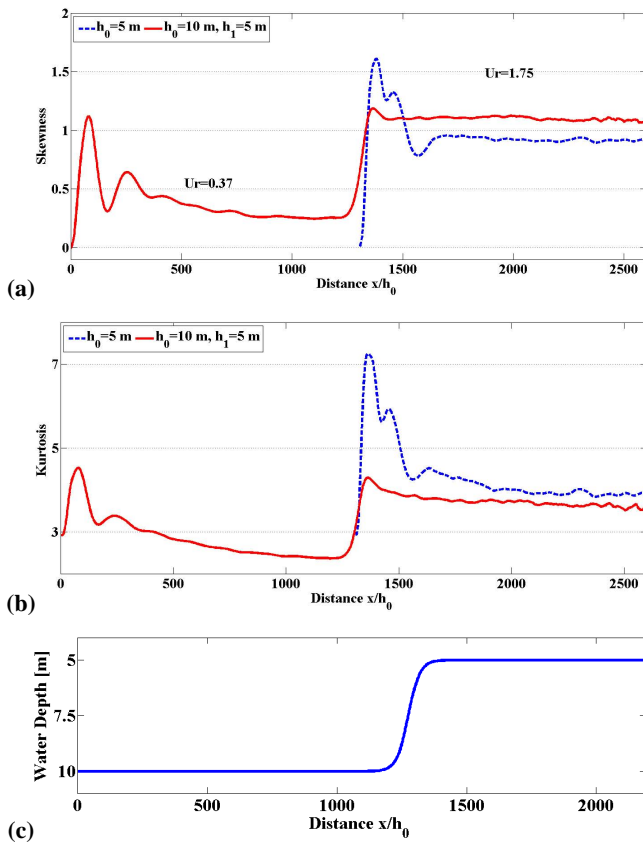 2
h₀=5 m h₀=10 m, h₁=5 m
1.5
Ur=1.75
Skewness
1
Ur=0.37
0.5
0
0 500 1000 1500 2000 2500
Distance x/h₀
(a)
h₀=5 m h₀=10 m, h₁=5 m
7
Kurtosis
5
3
0 500 1000 1500 2000 2500
Distance x/h₀
(b)
5
Water Depth [m]
7.5
10
0 500 1000 1500 2000
Distance x/h₀
(c)